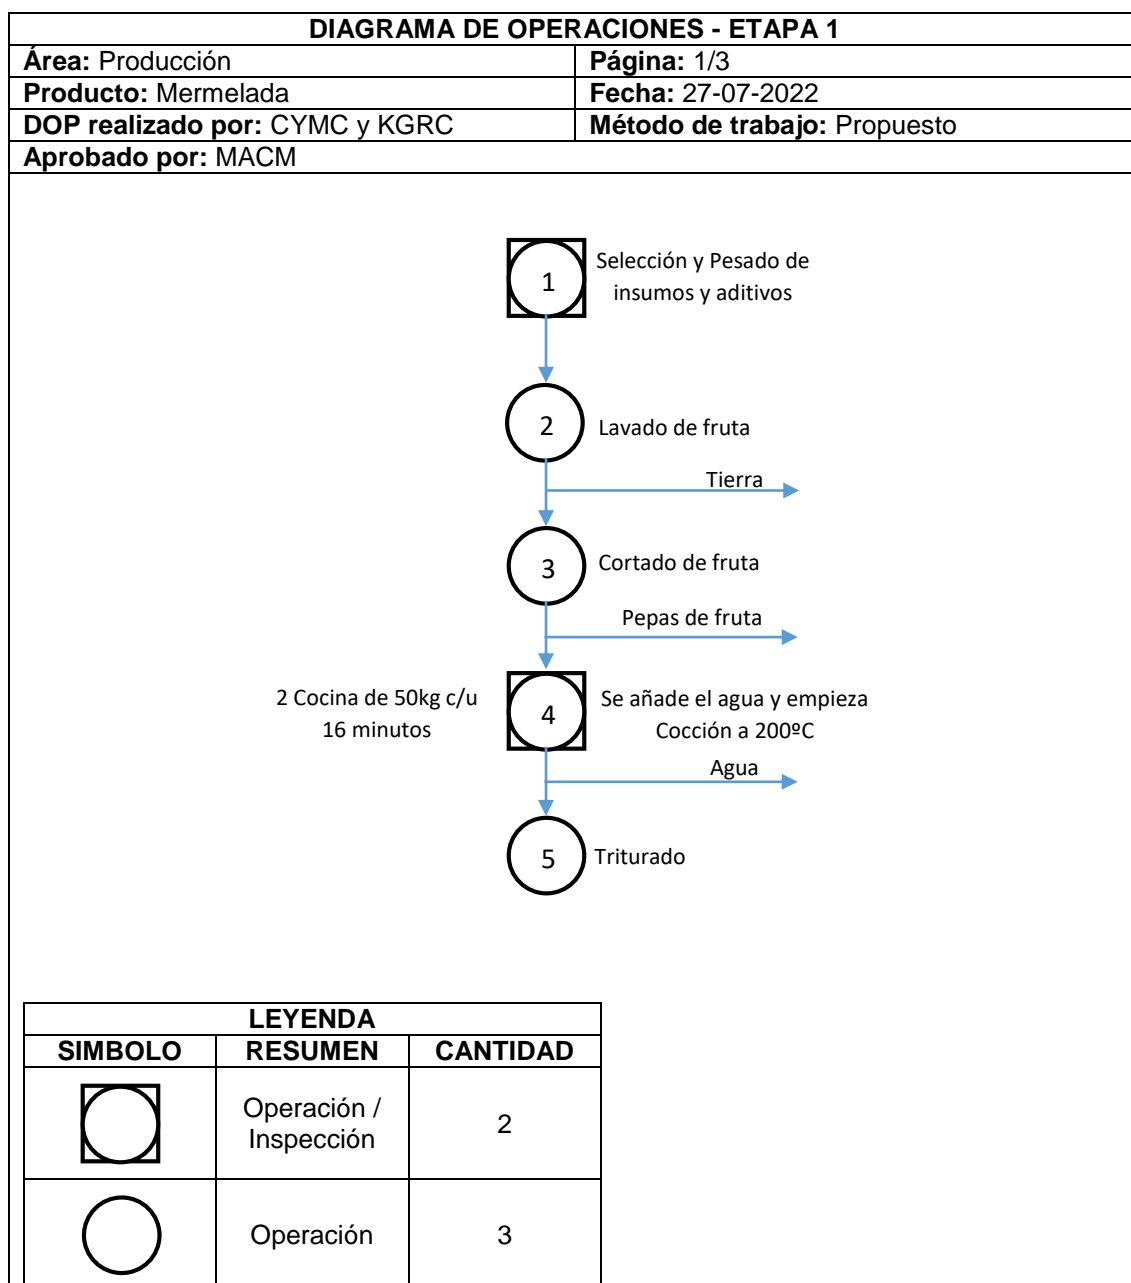 DIAGRAMA DE OPERACIONES - ETAPA 1
Área: Producción
Página: 1/3
Producto: Mermelada
Fecha: 27-07-2022
DOP realizado por: CYMC y KGRC
Método de trabajo: Propuesto
Aprobado por: MACM
1
Selección y Pesado de
insumos y aditivos
2
Lavado de fruta
Tierra
3
Cortado de fruta
Pepas de fruta
2 Cocina de 50kg c/u
16 minutos
4
Se añade el agua y empieza
Cocción a 200ºC
Agua
5
Triturado
LEYENDA
SIMBOLO
RESUMEN
CANTIDAD
Operación /
Inspección
2
Operación
3